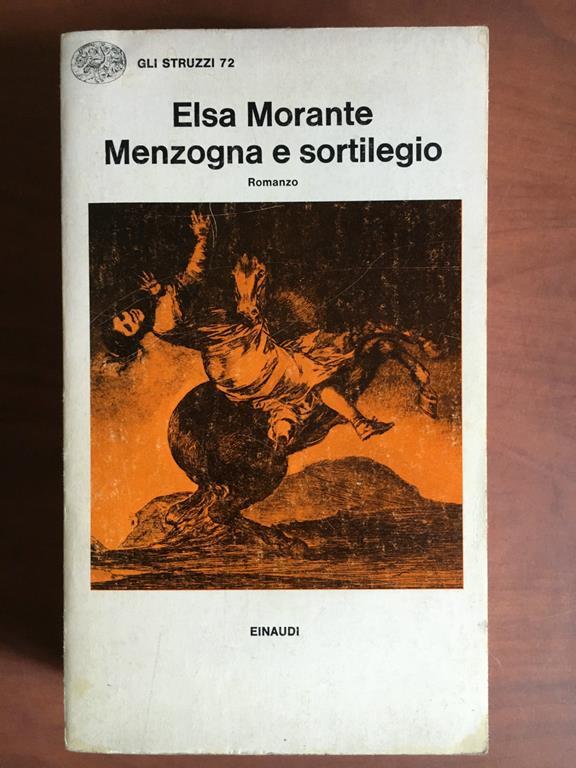 GLI STRUZZI 72
Elsa Morante
Menzogna e sortilegio
Romanzo
EINAUDI